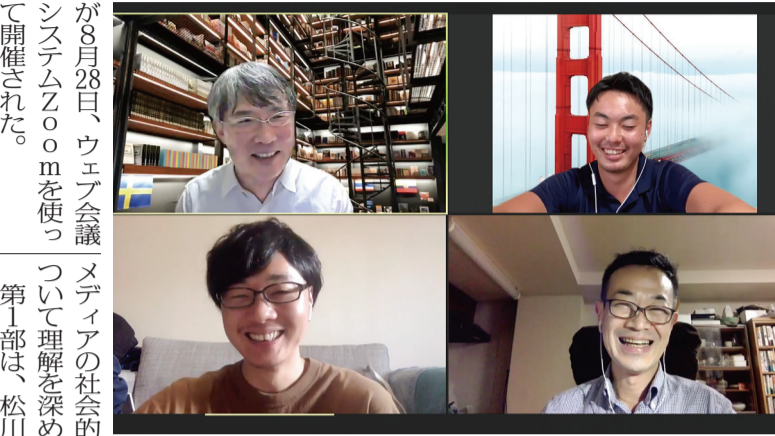 が８月28日、ウェブ会議
システムＺｏｏｍを使っ
て開催された。
メディアの社会的
ついて理解を深め
第１部は、松川